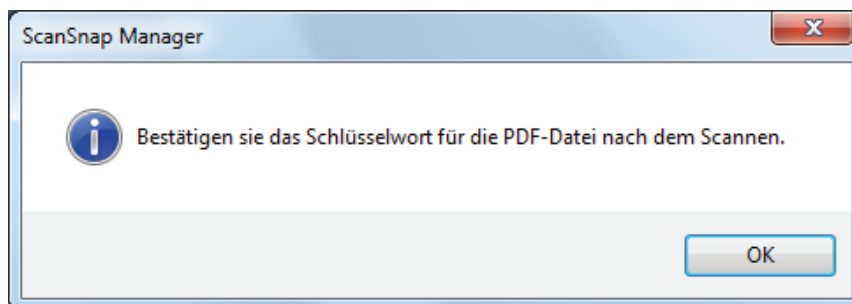 ScanSnap Manager
Bestätigen sie das Schlüsselwort für die PDF-Datei nach dem Scannen.
OK